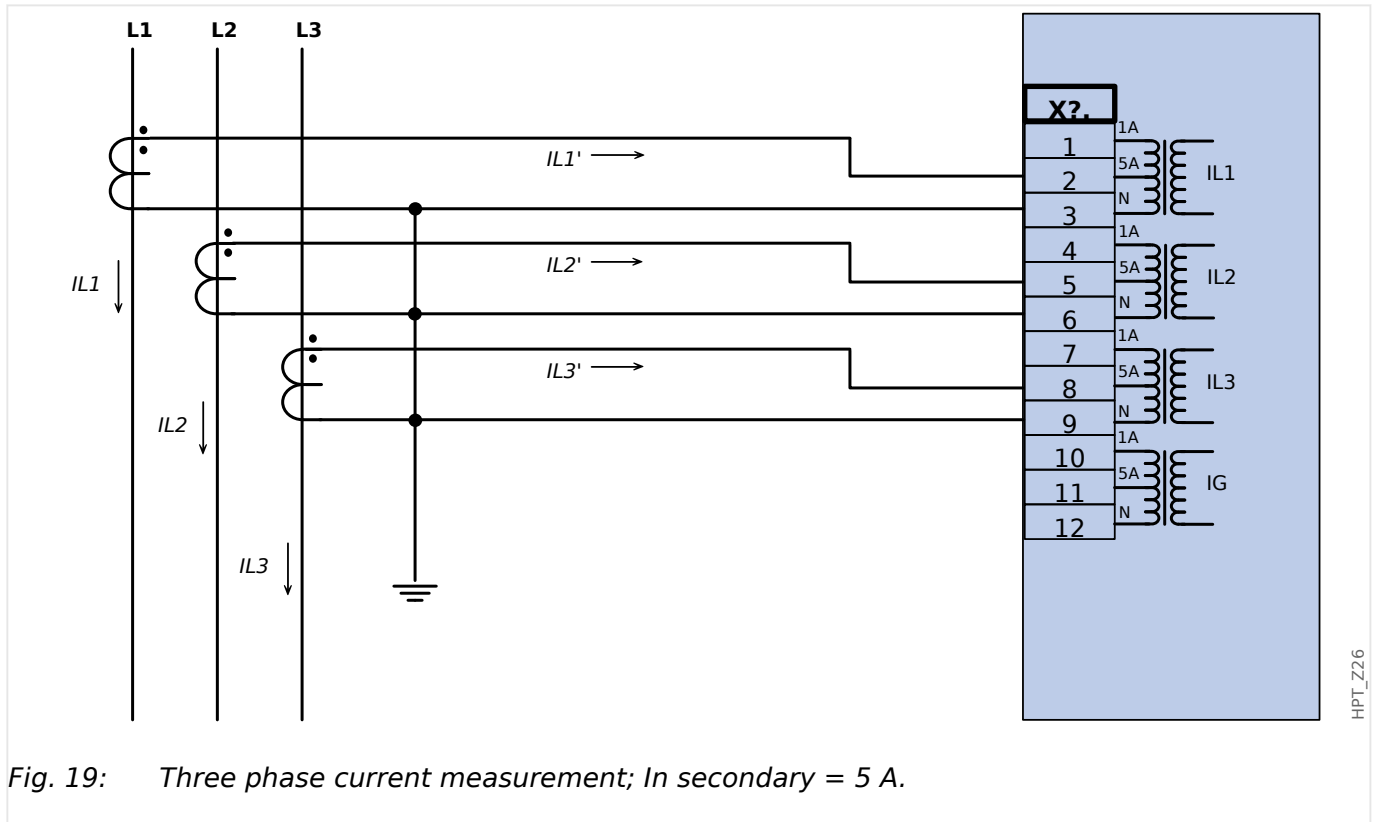 L1 L2 L3
X?.
1 1A
2 5A IL1
3 N
4 1A
5 5A IL2
6 N
7 1A
8 5A IL3
9 N
10 1A
11 5A IG
12 N
IL1'
IL2'
IL3'
IL1
IL2
IL3
HPT_Z26
Fig. 19: Three phase current measurement; In secondary = 5 A.